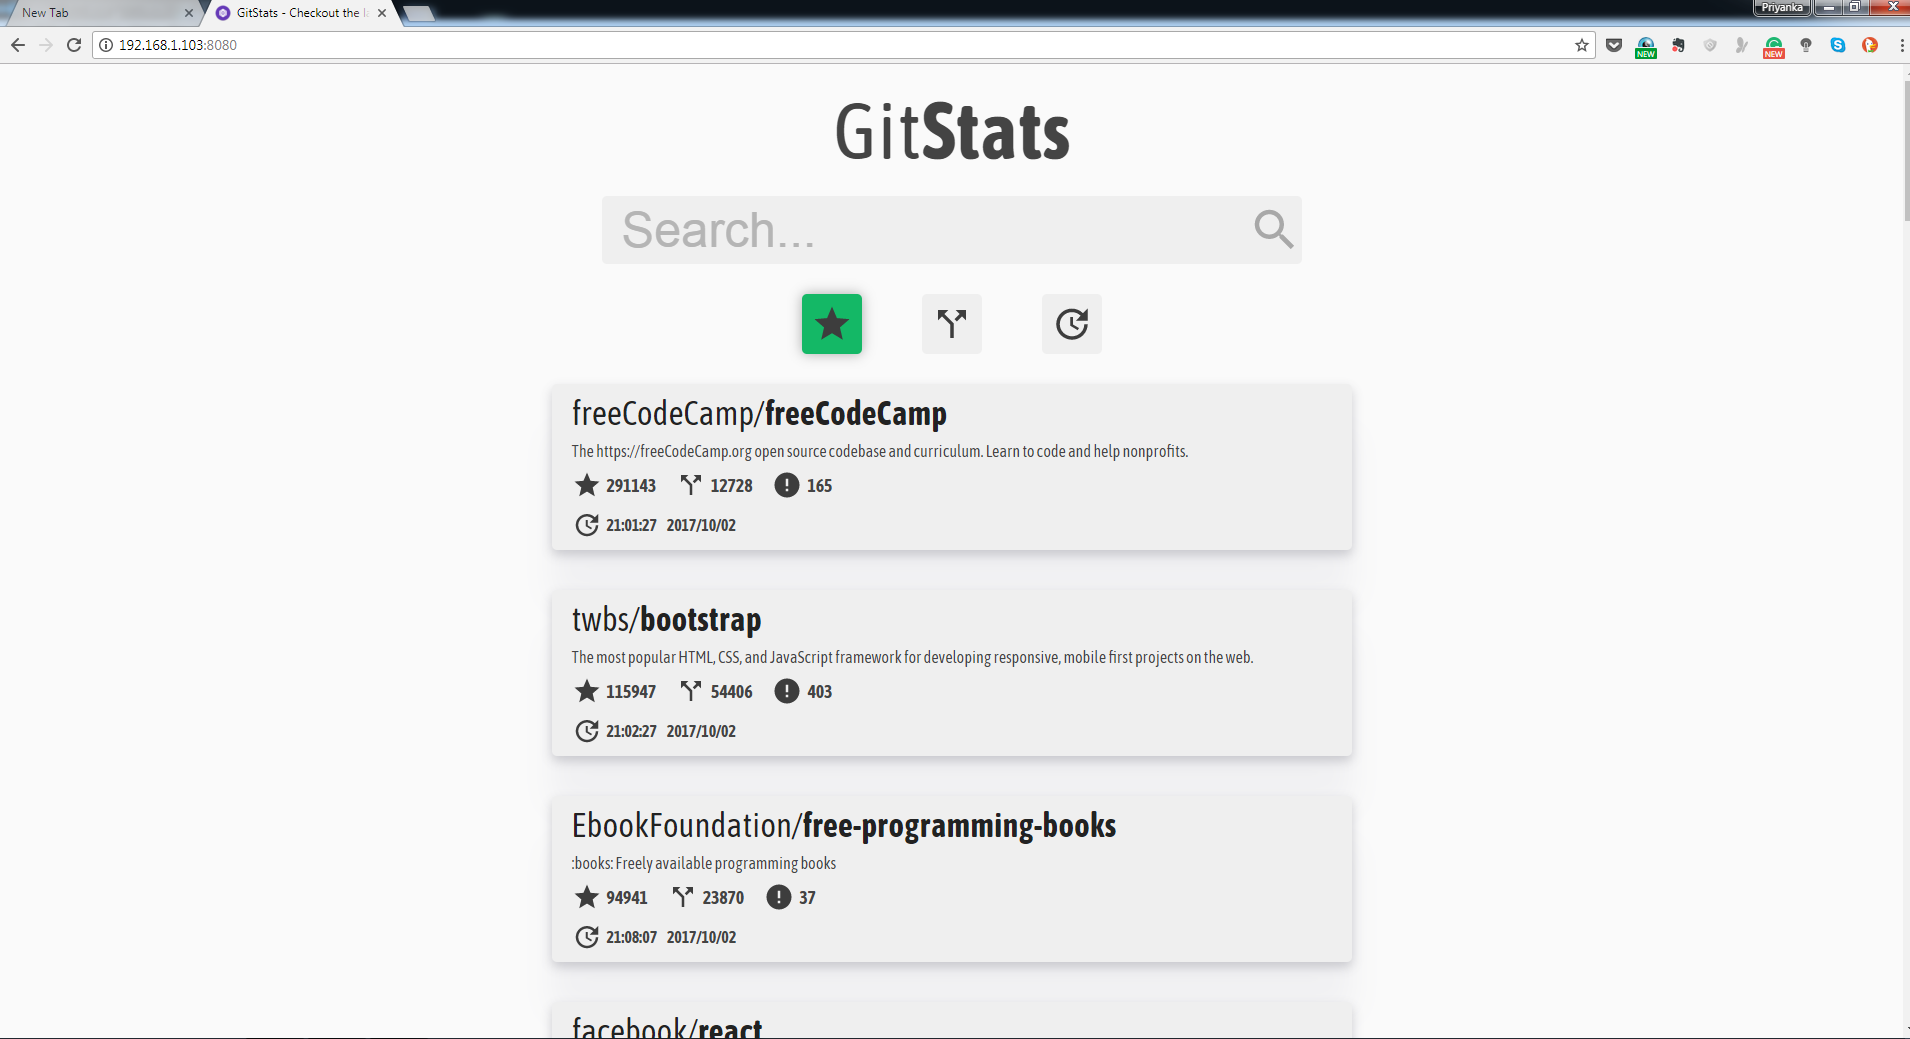 New Tab
GitStats - Checkout the
Priyanka
192.168.1.103:8080
NEW
NEW
GitStats
Search...
freeCodeCamp/freeCodeCamp
The https://freeCodeCamp.org open source codebase and curriculum. Learn to code and help nonprofits.
291143 12728 165
21:01:27 2017/10/02
twbs/bootstrap
The most popular HTML, CSS, and JavaScript framework for developing responsive, mobile first projects on the web.
115947 54406 403
21:02:27 2017/10/02
EbookFoundation/free-programming-books
:books: Freely available programming books
94941 23870 37
21:08:07 2017/10/02
facebook/react